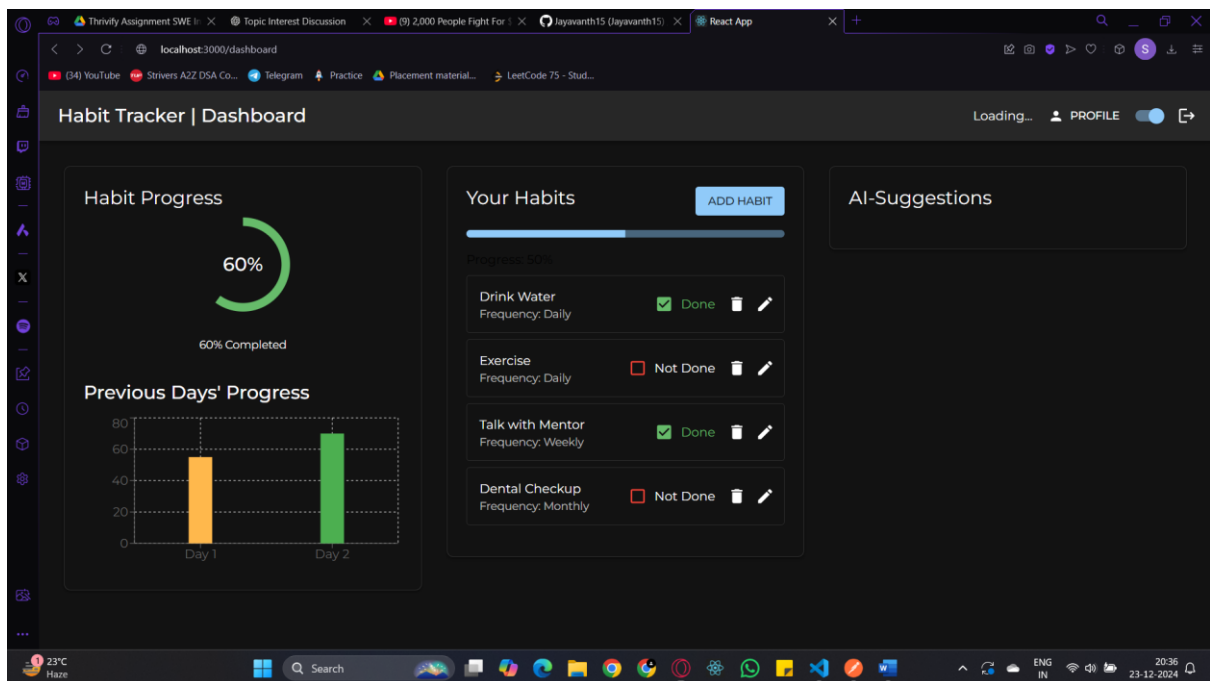 Thrivify Assignment SWE In
Topic Interest Discussion
(9) 2,000 People Fight For $
Jayavanth15 (Jayavanth15)
React App
localhost:3000/dashboard
S
(34) YouTube
Strivers A2Z DSA Co...
Telegram
Practice
Placement material...
LeetCode 75 - Stud...
Habit Tracker | Dashboard
Loading...
PROFILE
Habit Progress
60%
60% Completed
Previous Days' Progress
80
60
40
20
0
Day 1
Day 2
Your Habits
ADD HABIT
Progress: 50%
Drink Water
Frequency: Daily
Done
Exercise
Frequency: Daily
Not Done
Talk with Mentor
Frequency: Weekly
Done
Dental Checkup
Frequency: Monthly
Not Done
AI-Suggestions
1
23°C
Haze
Search
ENG
IN
20:36
23-12-2024